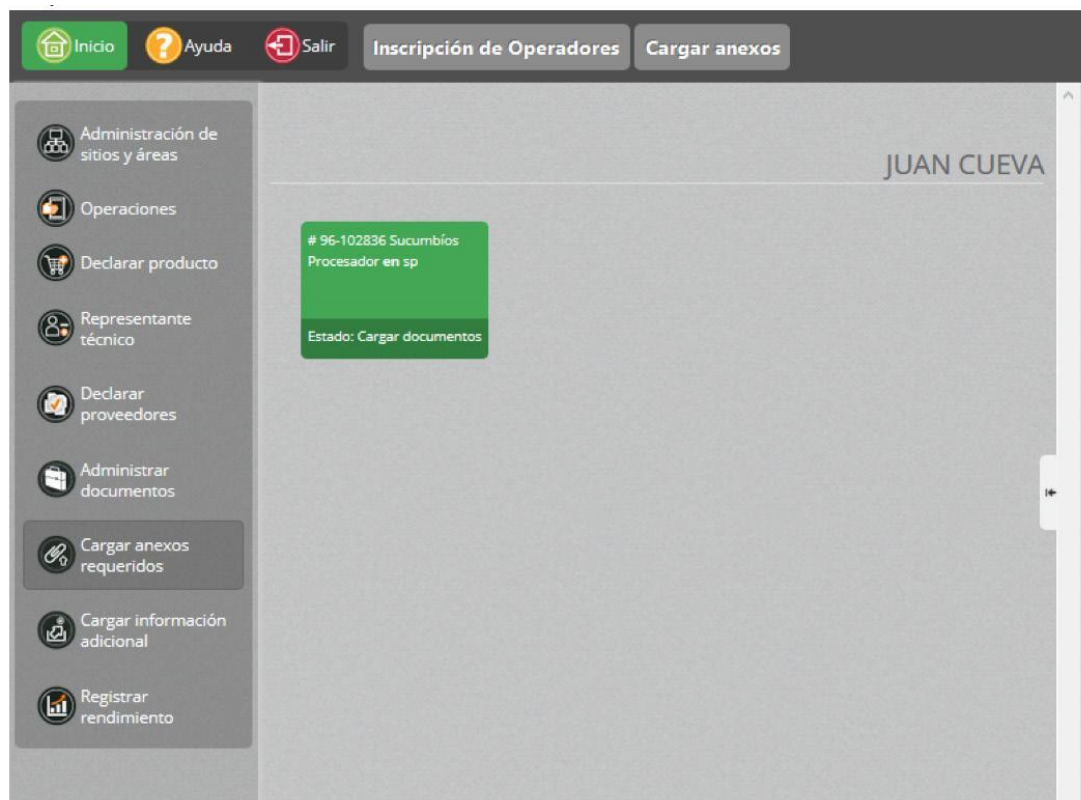 Inicio
Ayuda
Salir
Inscripción de Operadores
Cargar anexos
Administración de
sitios y áreas
Operaciones
Declarar producto
Representante
técnico
Declarar
proveedores
Administrar
documentos
Cargar anexos
requeridos
Cargar información
adicional
Registrar
rendimiento
JUAN CUEVA
# 96-102836 Sucumbíos
Procesador en sp
Estado: Cargar documentos